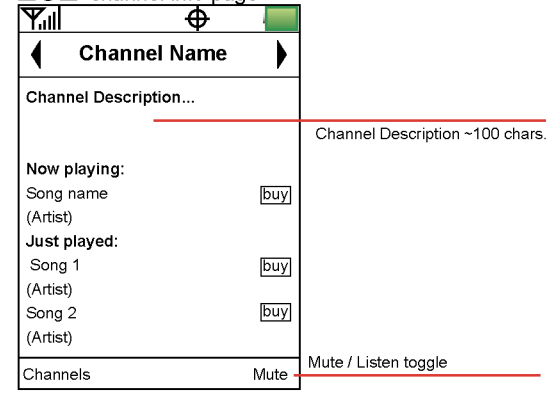 Channel Name
Channel Description...
Channel Description ~100 chars.
Now playing:
Song name buy
(Artist)
Just played:
Song 1 buy
(Artist)
Song 2 buy
(Artist)
Channels Mute
Mute / Listen toggle